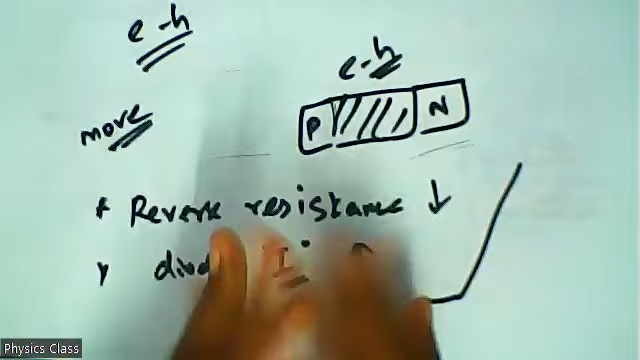 e-h
e-h
P N
move
* Reverse resistance ↓
I
Physics Class